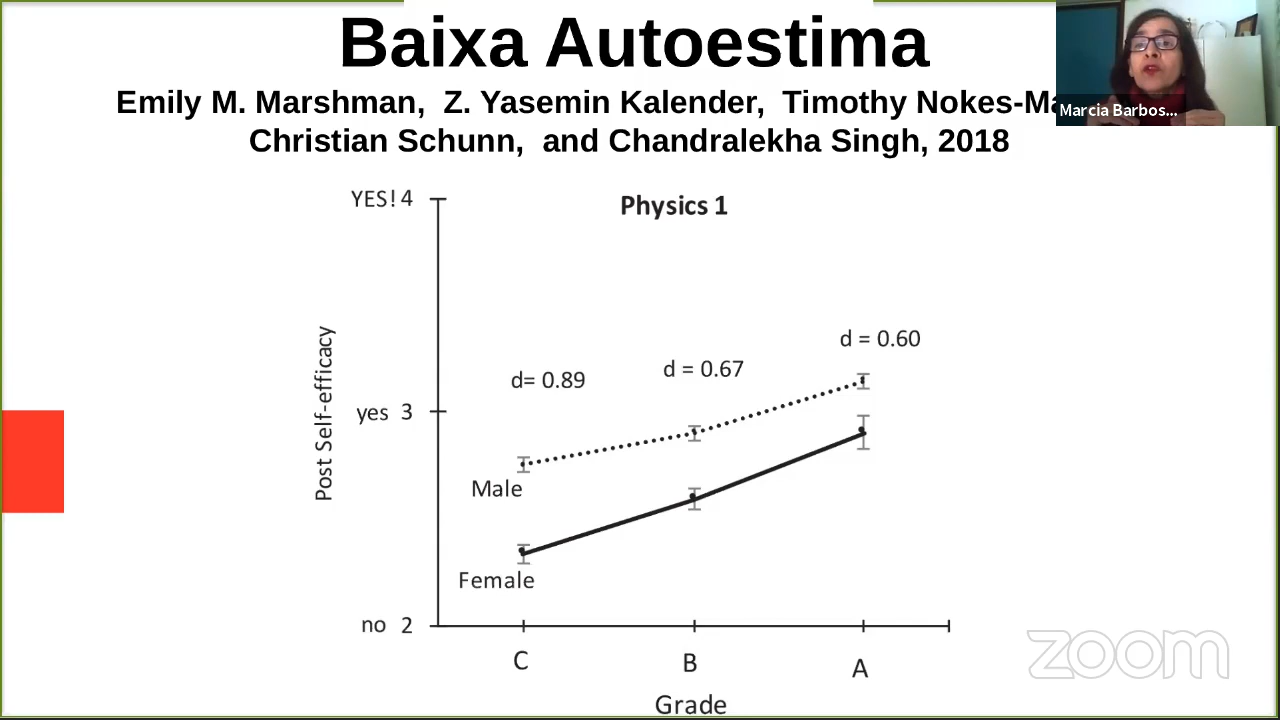 Baixa Autoestima
Emily M. Marshman, Z. Yasemin Kalender, Timothy Nokes-Ma
Christian Schunn, and Chandralekha Singh, 2018
Marcia Barbos...
Physics 1
YES! 4
yes 3
no 2
Post Self-efficacy
d= 0.89
d = 0.67
d = 0.60
Male
Female
C B A
Grade
zoom